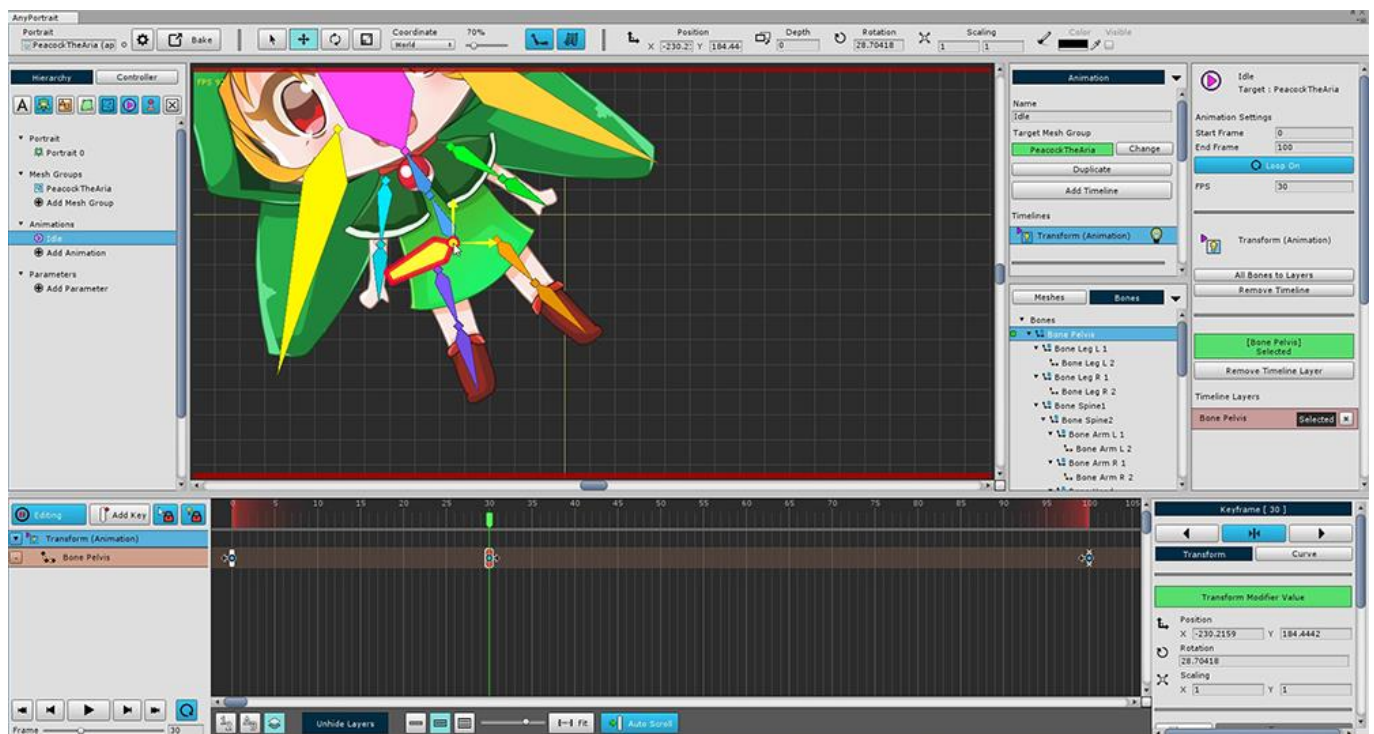 AnyPortrait
Portrait
PeacockTheAria (ap
Bake
Coordinate
World
70%
Position
X -230.2: Y 184.44
Depth
0
Rotation
28.70418
Scaling
1 1
Color Visible
Hierarchy Controller
Portrait
Portrait 0
Mesh Groups
PeacockTheAria
Add Mesh Group
Animations
Idle
Add Animation
Parameters
Add Parameter
Animation
Name
Idle
Target Mesh Group
PeacockTheAria Change
Duplicate
Add Timeline
Timelines
Transform (Animation)
Meshes Bones
Bones
Bone Pelvis
Bone Leg L 1
Bone Leg L 2
Bone Leg R 1
Bone Leg R 2
Bone Spine1
Bone Spine2
Bone Arm L 1
Bone Arm L 2
Bone Arm R 1
Bone Arm R 2
Idle
Target : PeacockTheAria
Animation Settings
Start Frame 0
End Frame 100
Loop On
FPS 30
Transform (Animation)
All Bones to Layers
Remove Timeline
[Bone Pelvis]
Selected
Remove Timeline Layer
Timeline Layers
Bone Pelvis Selected
Editing Add Key
Transform (Animation)
Bone Pelvis
0 5 10 15 20 25 30 35 40 45 50 55 60 65 70 75 80 85 90 95 100 105
Frame 30
Unhide Layers Fit Auto Scroll
Keyframe [ 30 ]
Transform Curve
Transform Modifier Value
Position
X -230.2159 Y 184.4442
Rotation
28.70418
Scaling
X 1 Y 1